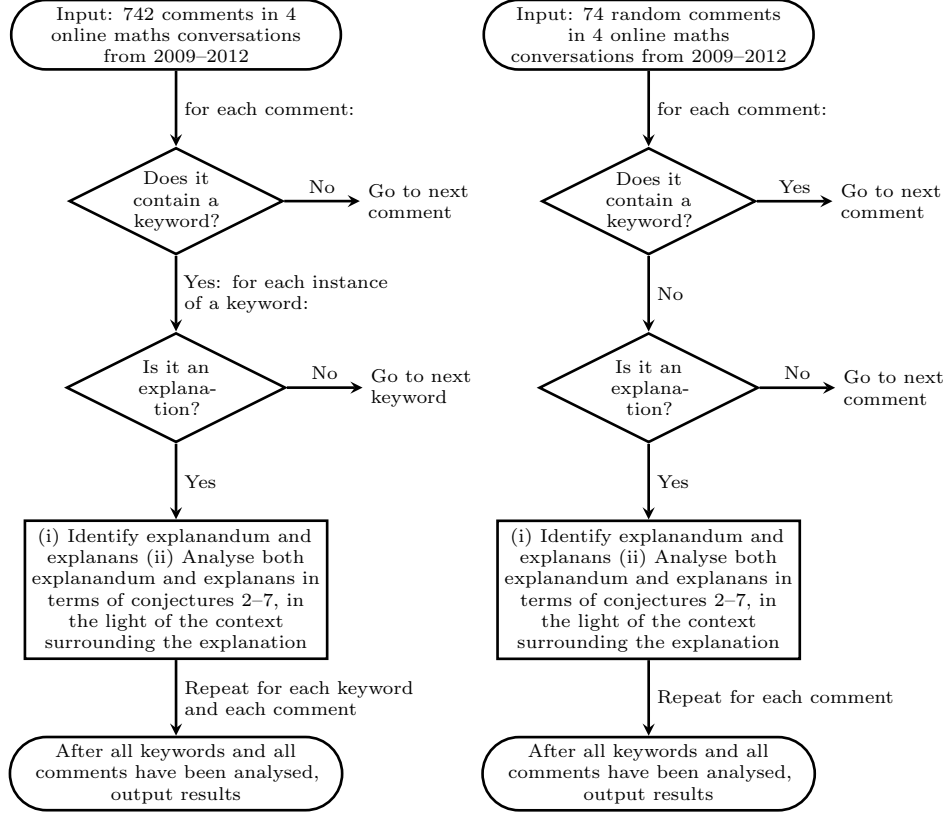 Input: 742 comments in 4
online maths conversations
from 2009–2012
for each comment:
Does it
contain a
keyword?
No
Go to next
comment
Yes: for each instance
of a keyword:
Is it an
explana-
tion?
No
Go to next
keyword
Yes
(i) Identify explanandum and
explanans (ii) Analyse both
explanandum and explanans in
terms of conjectures 2–7, in
the light of the context
surrounding the explanation
Repeat for each keyword
and each comment
After all keywords and all
comments have been analysed,
output results
Input: 74 random comments
in 4 online maths
conversations from 2009–2012
for each comment:
Does it
contain a
keyword?
Yes
Go to next
comment
No
Is it an
explana-
tion?
No
Go to next
comment
Yes
(i) Identify explanandum and
explanans (ii) Analyse both
explanandum and explanans in
terms of conjectures 2–7, in
the light of the context
surrounding the explanation
Repeat for each comment
After all keywords and all
comments have been analysed,
output results